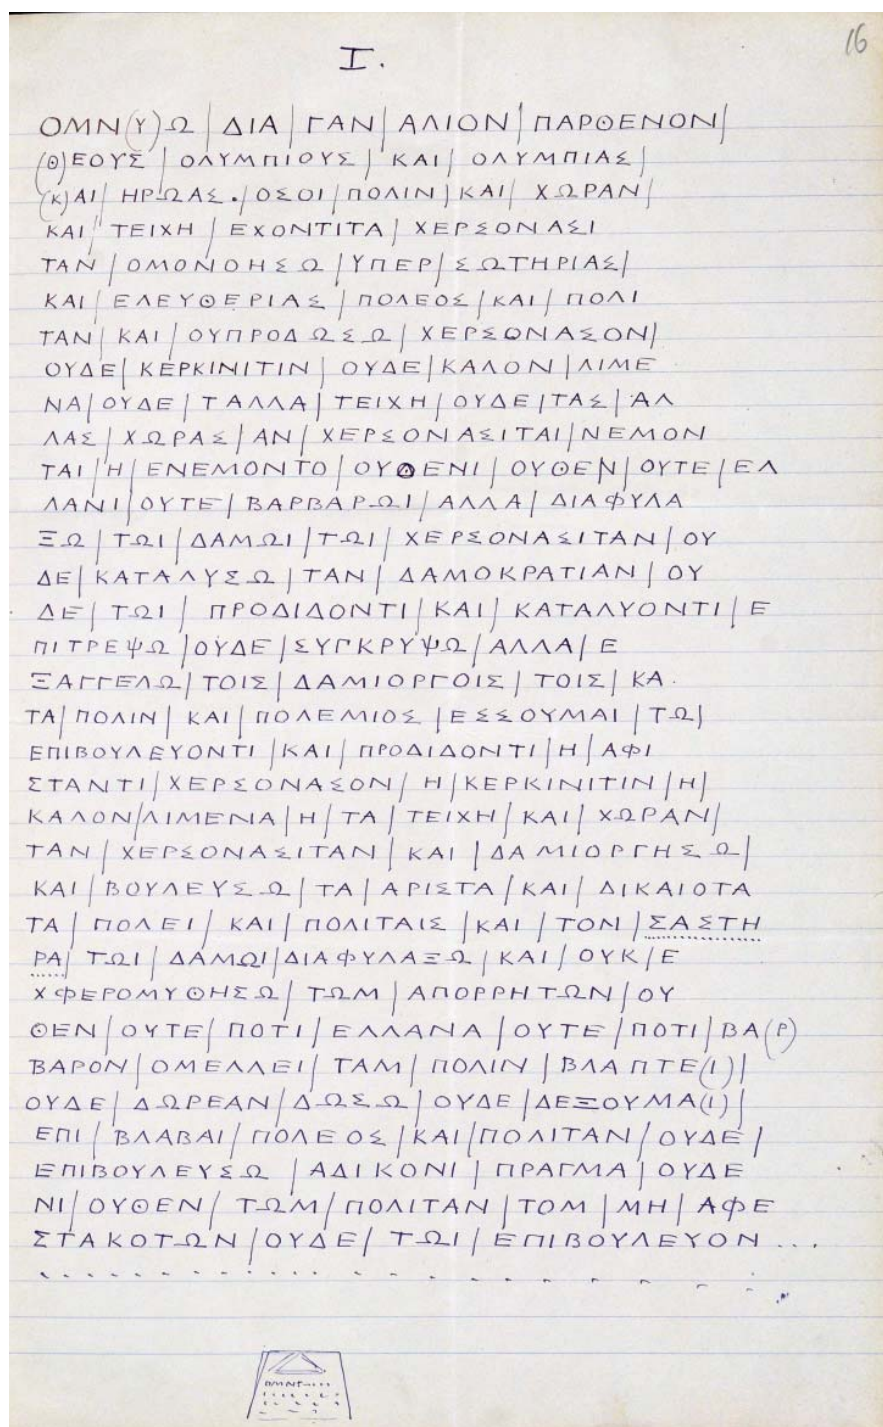 16
I.
ΟΜΝ(Υ)Ω/ΔΙΑ/ΓΑΝ/ΑΛΙΟΝ/ΠΑΡΘΕΝΟΝ/
(Θ)ΕΟΥΣ/ΟΛΥΜΠΙΟΥΣ/ΚΑΙ/ΟΛΥΜΠΙΑΣ/
(Κ)ΑΙ/ΗΡΩΑΣ./ΟΣΟΙ/ΠΟΛΙΝ/ΚΑΙ/ΧΩΡΑΝ/
ΚΑΙ/ΤΕΙΧΗ/ΕΧΟΝΤΙΤΑ/ΧΕΡΣΟΝΑΣΙ
ΤΑΝ/ΟΜΟΝΟΗΣΩ/ΥΠΕΡ/ΣΩΤΗΡΙΑΣ/
ΚΑΙ/ΕΛΕΥΘΕΡΙΑΣ/ΠΟΛΕΟΣ/ΚΑΙ/ΠΟΛΙ
ΤΑΝ/ΚΑΙ/ΟΥΠΡΟΔΩΣΩ/ΧΕΡΣΟΝΑΣΟΝ/
ΟΥΔΕ/ΚΕΡΚΙΝΙΤΙΝ/ΟΥΔΕ/ΚΑΛΟΝ/ΛΙΜΕ
ΝΑ/ΟΥΔΕ/ΤΑΛΛΑ/ΤΕΙΧΗ/ΟΥΔΕ/ΤΑΣ/ΑΛ
ΛΑΣ/ΧΩΡΑΣ/ΑΝ/ΧΕΡΣΟΝΑΣΙΤΑΙ/ΝΕΜΟΝ
ΤΑΙ/Η/ΕΝΕΜΟΝΤΟ/ΟΥΘΕΝΙ/ΟΥΘΕΝ/ΟΥΤΕ/ΕΛ
ΛΑΝΙ/ΟΥΤΕ/ΒΑΡΒΑΡΩΙ/ΑΛΛΑ/ΔΙΑΦΥΛΑ
ΞΩ/ΤΩΙ/ΔΑΜΩΙ/ΤΩΙ/ΧΕΡΣΟΝΑΣΙΤΑΝ/ΟΥ
ΔΕ/ΚΑΤΑΛΥΣΩ/ΤΑΝ/ΔΑΜΟΚΡΑΤΙΑΝ/ΟΥ
ΔΕ/ΤΩΙ/ΠΡΟΔΙΔΟΝΤΙ/ΚΑΙ/ΚΑΤΑΛΥΟΝΤΙ/Ε
ΠΙΤΡΕΨΩ/ΟΥΔΕ/ΣΥΓΚΡΥΨΩ/ΑΛΛΑ/Ε
ΞΑΓΓΕΛΩ/ΤΟΙΣ/ΔΑΜΙΟΡΓΟΙΣ/ΤΟΙΣ/ΚΑ.
ΤΑ/ΠΟΛΙΝ/ΚΑΙ/ΠΟΛΕΜΙΟΣ/ΕΣΣΟΥΜΑΙ/ΤΩ/
ΕΠΙΒΟΥΛΕΥΟΝΤΙ/ΚΑΙ/ΠΡΟΔΙΔΟΝΤΙ/Η/ΑΦΙ
ΣΤΑΝΤΙ/ΧΕΡΣΟΝΑΣΟΝ/Η/ΚΕΡΚΙΝΙΤΙΝ/Η/
ΚΑΛΟΝ/ΛΙΜΕΝΑ/Η/ΤΑ/ΤΕΙΧΗ/ΚΑΙ/ΧΩΡΑΝ/
ΤΑΝ/ΧΕΡΣΟΝΑΣΙΤΑΝ/ΚΑΙ/ΔΑΜΙΟΡΓΗΣΩ/
ΚΑΙ/ΒΟΥΛΕΥΣΩ/ΤΑ/ΑΡΙΣΤΑ/ΚΑΙ/ΔΙΚΑΙΟΤΑ
ΤΑ/ΠΟΛΕΙ/ΚΑΙ/ΠΟΛΙΤΑΙΣ/ΚΑΙ/ΤΟΝ/ΣΑΣΤΗ
ΡΑ/ΤΩΙ/ΔΑΜΩΙ/ΔΙΑΦΥΛΑΞΩ/ΚΑΙ/ΟΥΚ/Ε
ΧΦΕΡΟΜΥΘΗΣΩ/ΤΩΜ/ΑΠΟΡΡΗΤΩΝ/ΟΥ
ΘΕΝ/ΟΥΤΕ/ΠΟΤΙ/ΕΛΛΑΝΑ/ΟΥΤΕ/ΠΟΤΙ/ΒΑ(Ρ)
ΒΑΡΟΝ/ΟΜΕΛΛΕΙ/ΤΑΜ/ΠΟΛΙΝ/ΒΛΑΠΤΕ(Ι)/
ΟΥΔΕ/ΔΩΡΕΑΝ/ΔΩΣΩ/ΟΥΔΕ/ΔΕΞΟΥΜΑ(Ι)/
ΕΠΙ/ΒΛΑΒΑΙ/ΠΟΛΕΟΣ/ΚΑΙ/ΠΟΛΙΤΑΝ/ΟΥΔΕ/
ΕΠΙΒΟΥΛΕΥΣΩ/ΑΔΙΚΟΝΙ/ΠΡΑΓΜΑ/ΟΥΔΕ
ΝΙ/ΟΥΘΕΝ/ΤΩΜ/ΠΟΛΙΤΑΝ/ΤΟΜ/ΜΗ/ΑΦΕ
ΣΤΑΚΟΤΩΝ/ΟΥΔΕ/ΤΩΙ/ΕΠΙΒΟΥΛΕΥΟΝ...